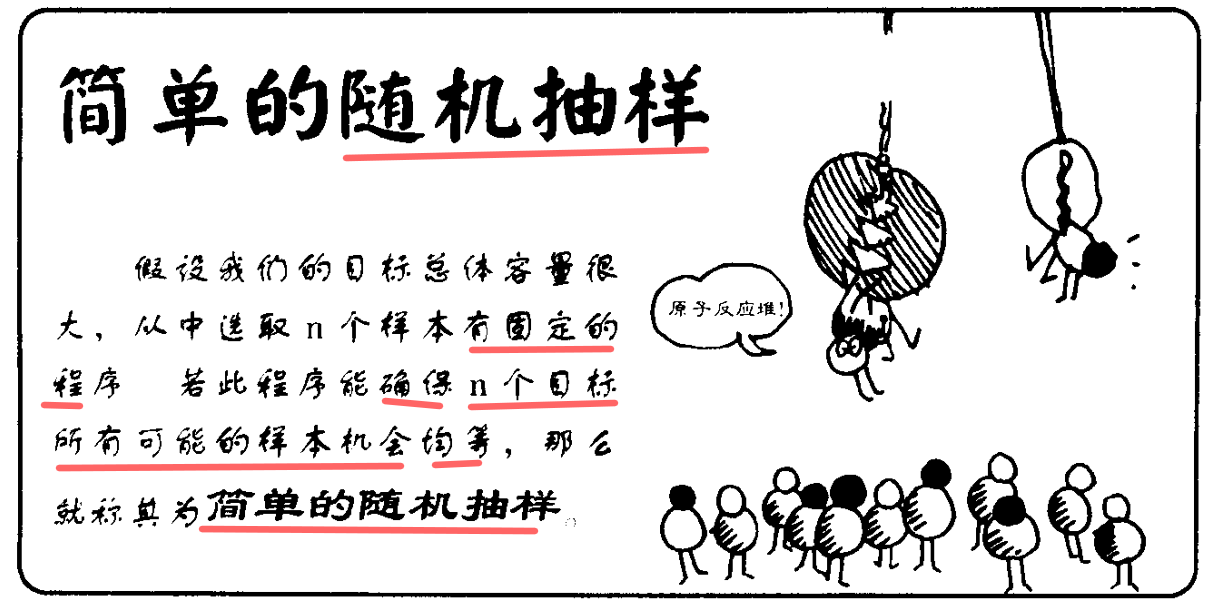 简单的随机抽样
假设我们的目标总体容量很
大，从中选取 n 个样本有固定的
程序 若此程序能确保 n 个目标
所有可能的样本机会均等，那么
就称其为简单的随机抽样。
原子反应堆!